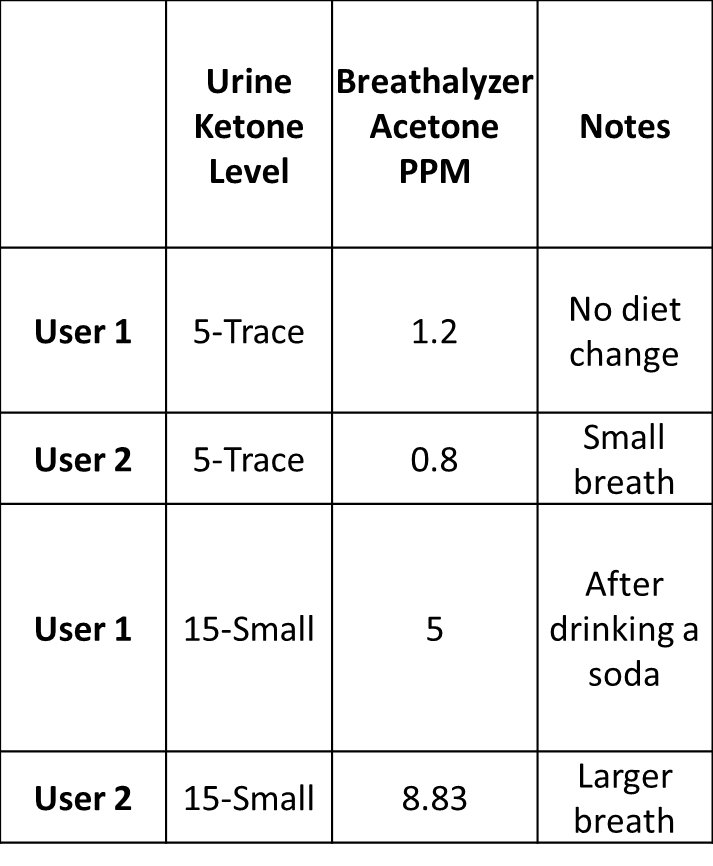 Urine
Ketone
Level
Breathalyzer
Acetone
PPM
Notes
User 1
5-Trace
1.2
No diet
change
User 2
5-Trace
0.8
Small
breath
User 1
15-Small
5
After
drinking a
soda
User 2
15-Small
8.83
Larger
breath